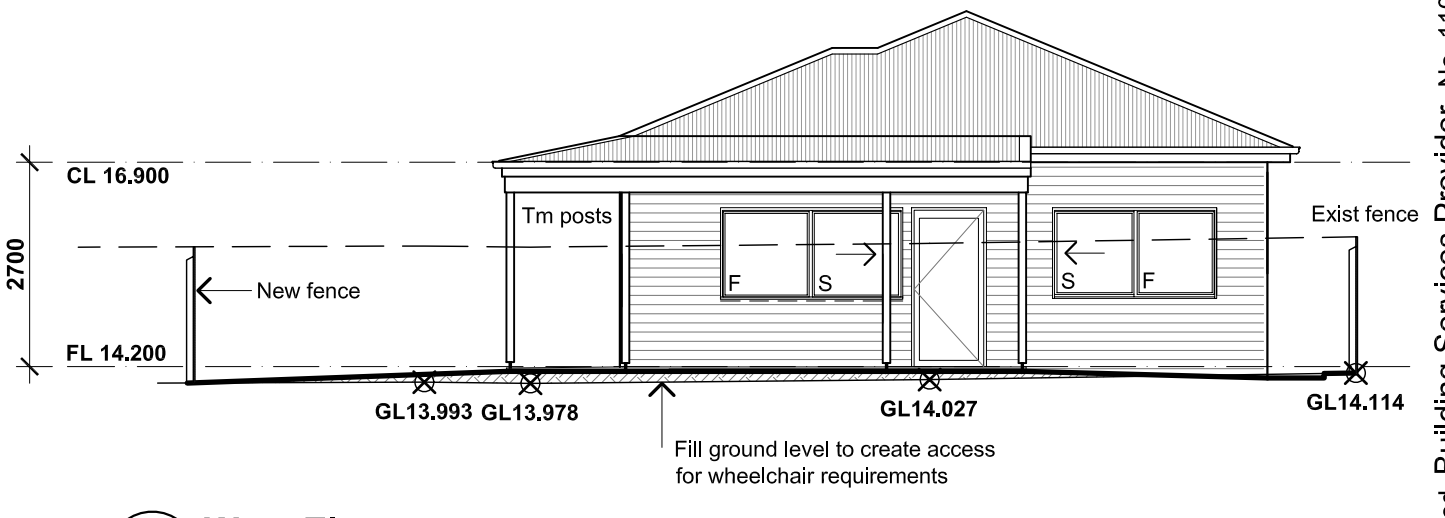 CL 16.900
2700
Tm posts
Exist fence
F S
S F
New fence
FL 14.200
GL13.993 GL13.978
GL14.027
GL14.114
Fill ground level to create access
for wheelchair requirements
Building Services Provider No